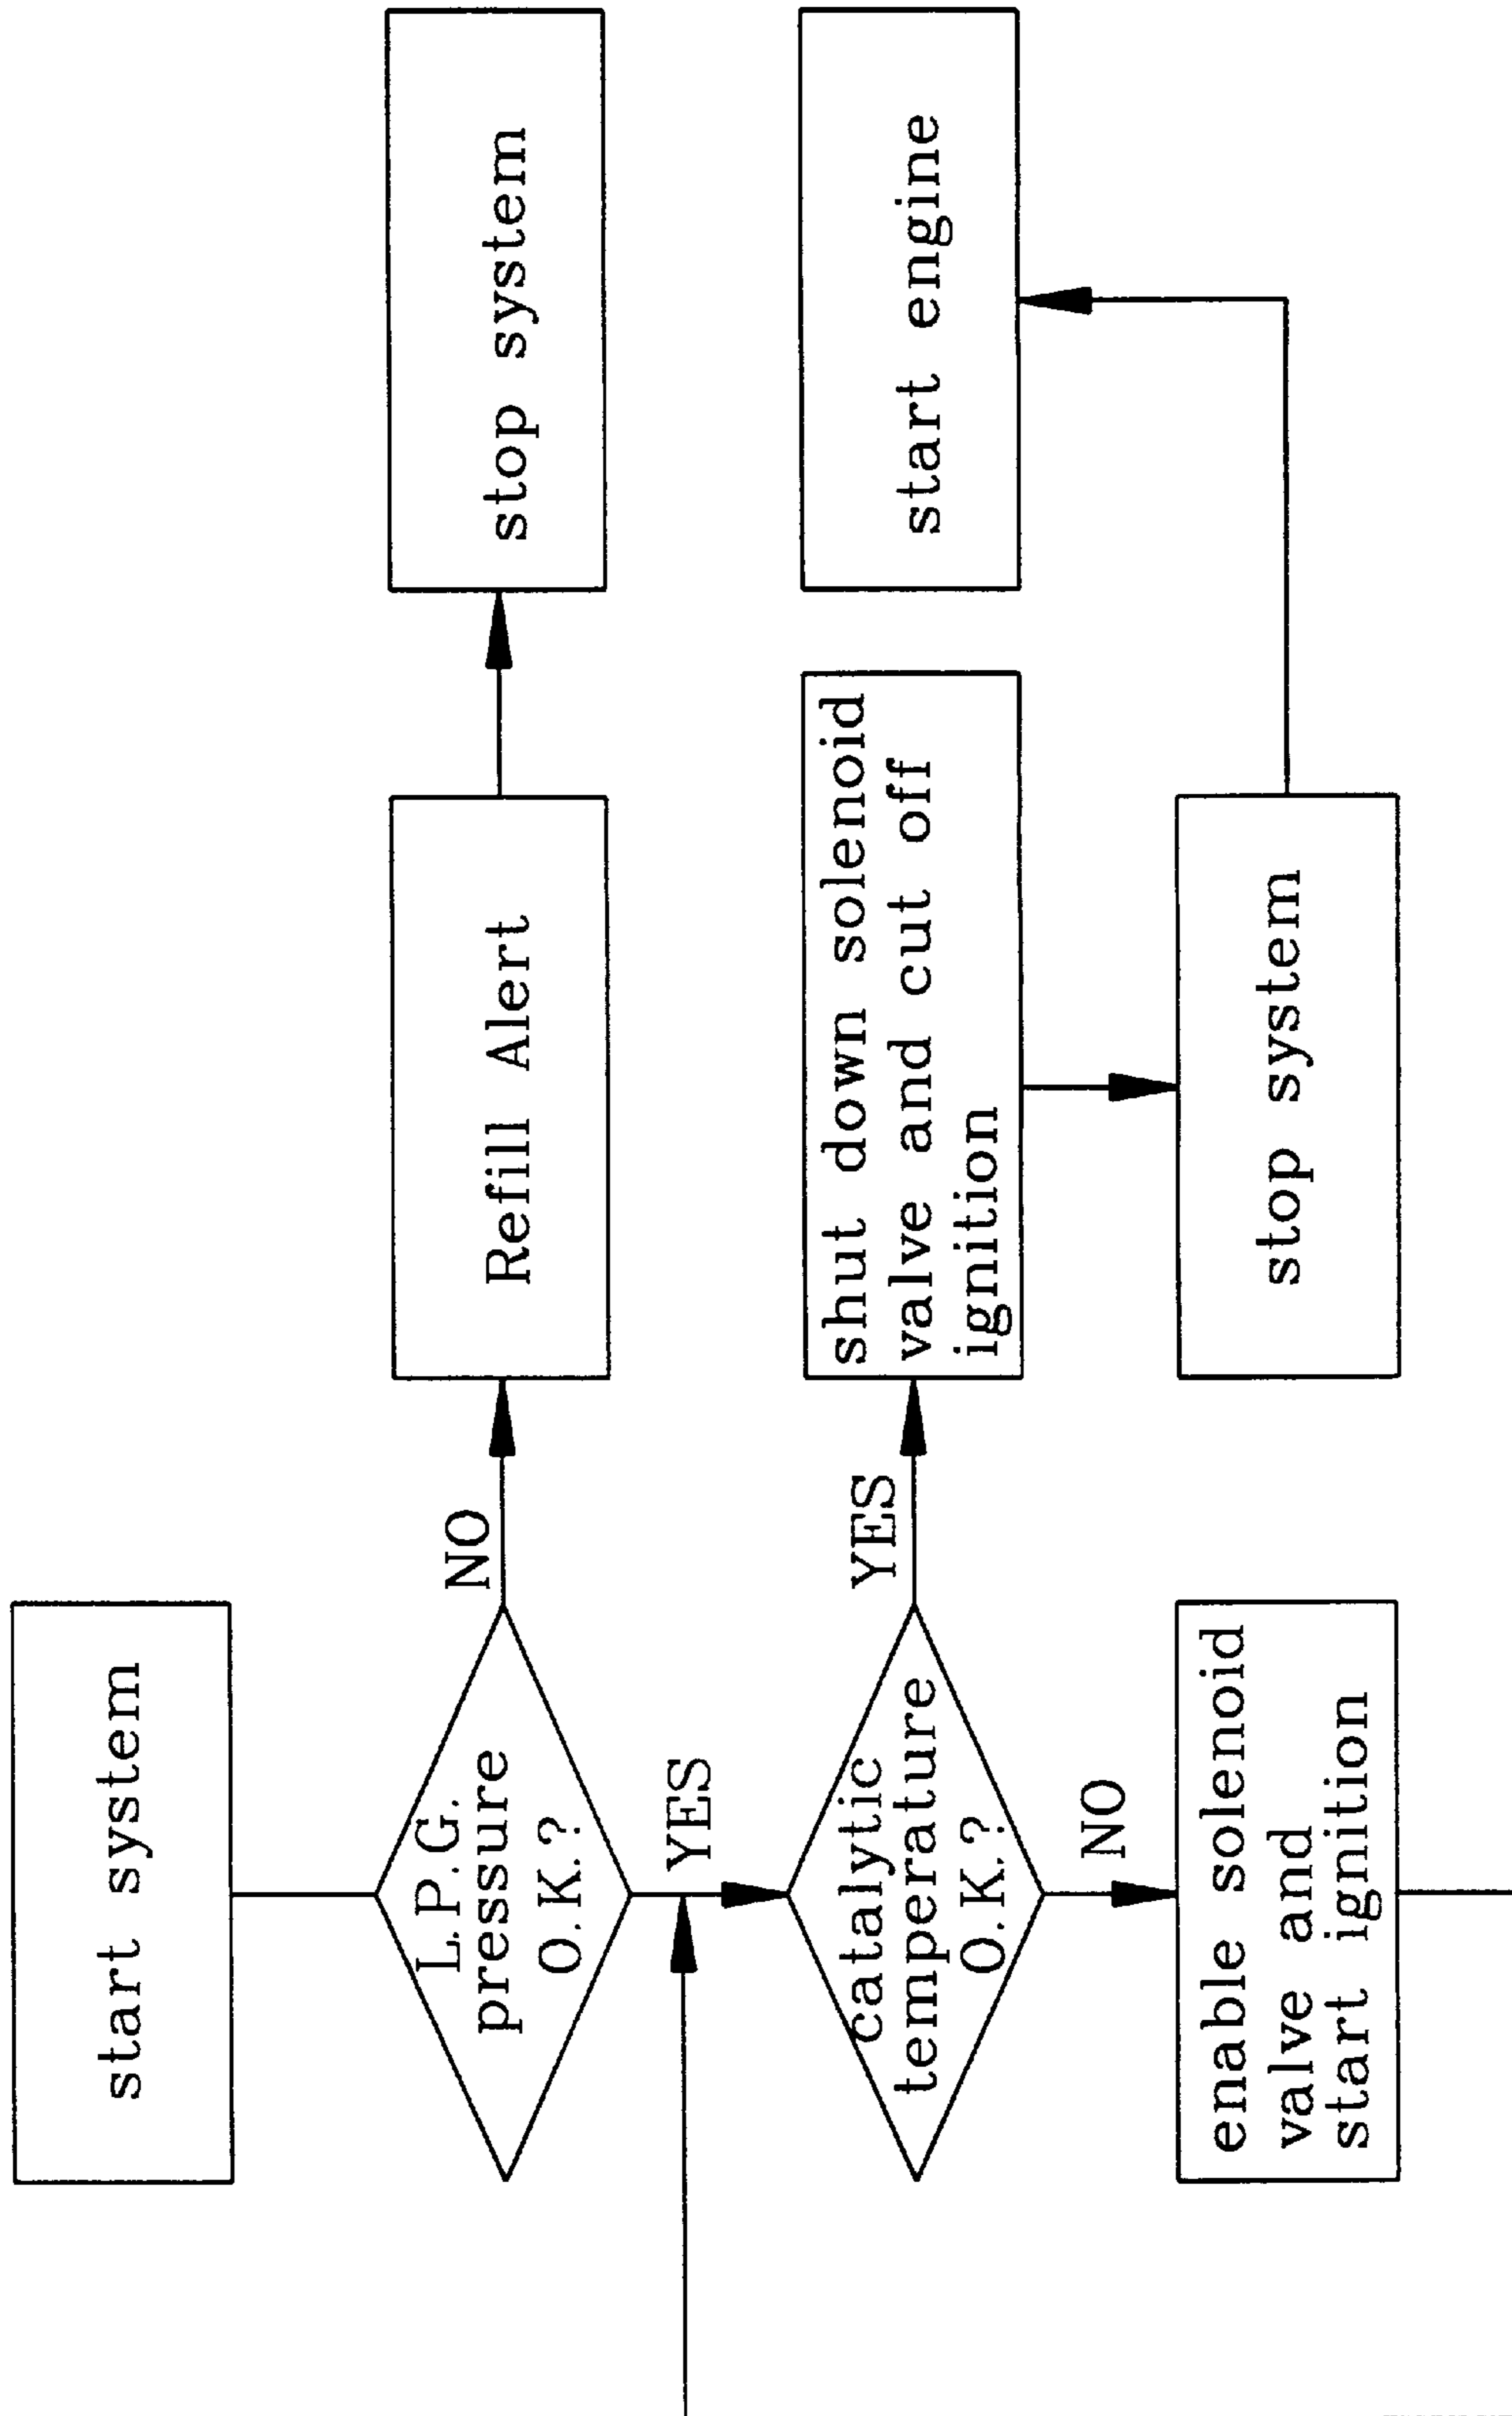 start system
L.P.G.
pressure
O.K.?
NO
Refill Alert
stop system
YES
catalytic
temperature
O.K.?
YES
shut down solenoid
valve and cut off
ignition
start engine
NO
enable solenoid
valve and
start ignition
stop system